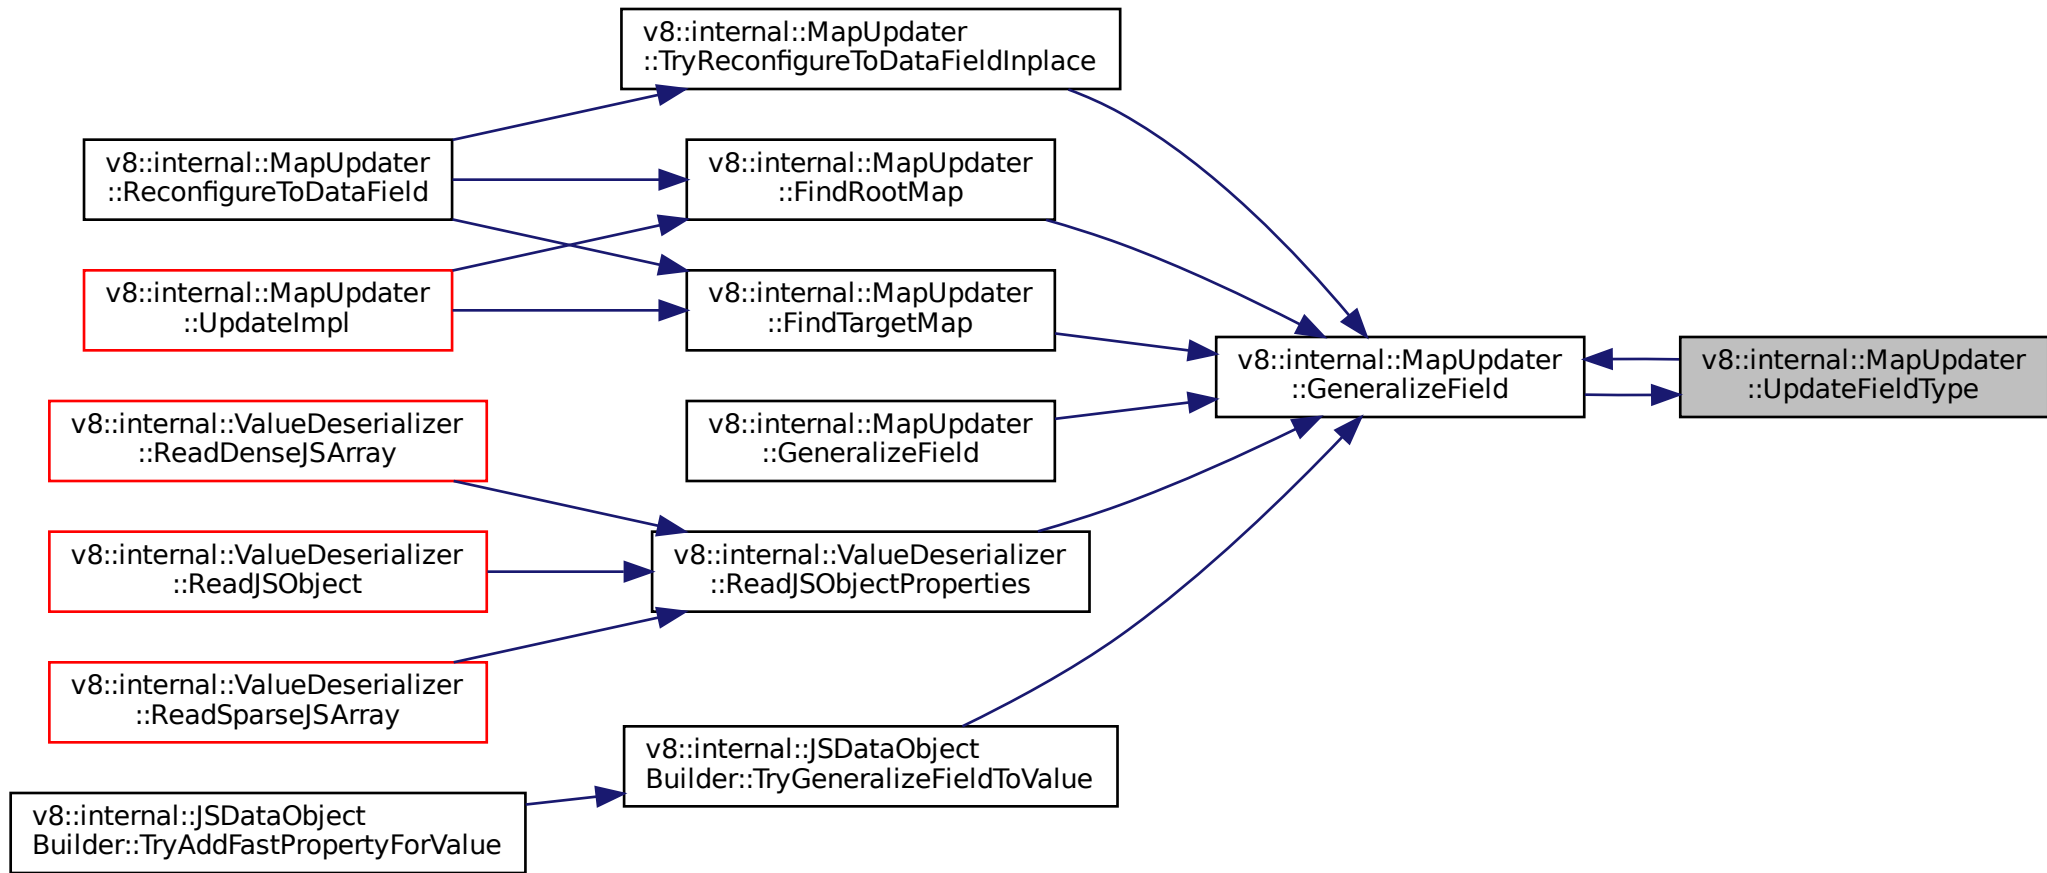 v8::internal::MapUpdater
::TryReconfigureToDataFieldInplace
v8::internal::MapUpdater
::ReconfigureToDataField
v8::internal::MapUpdater
::FindRootMap
v8::internal::MapUpdater
::UpdateImpl
v8::internal::MapUpdater
::FindTargetMap
v8::internal::MapUpdater
::GeneralizeField
v8::internal::MapUpdater
::UpdateFieldType
v8::internal::ValueDeserializer
::ReadDenseJSArray
v8::internal::MapUpdater
::GeneralizeField
v8::internal::ValueDeserializer
::ReadJSObject
v8::internal::ValueDeserializer
::ReadJSObjectProperties
v8::internal::ValueDeserializer
::ReadSparseJSArray
v8::internal::JSDataObject
Builder::TryGeneralizeFieldToValue
v8::internal::JSDataObject
Builder::TryAddFastPropertyForValue